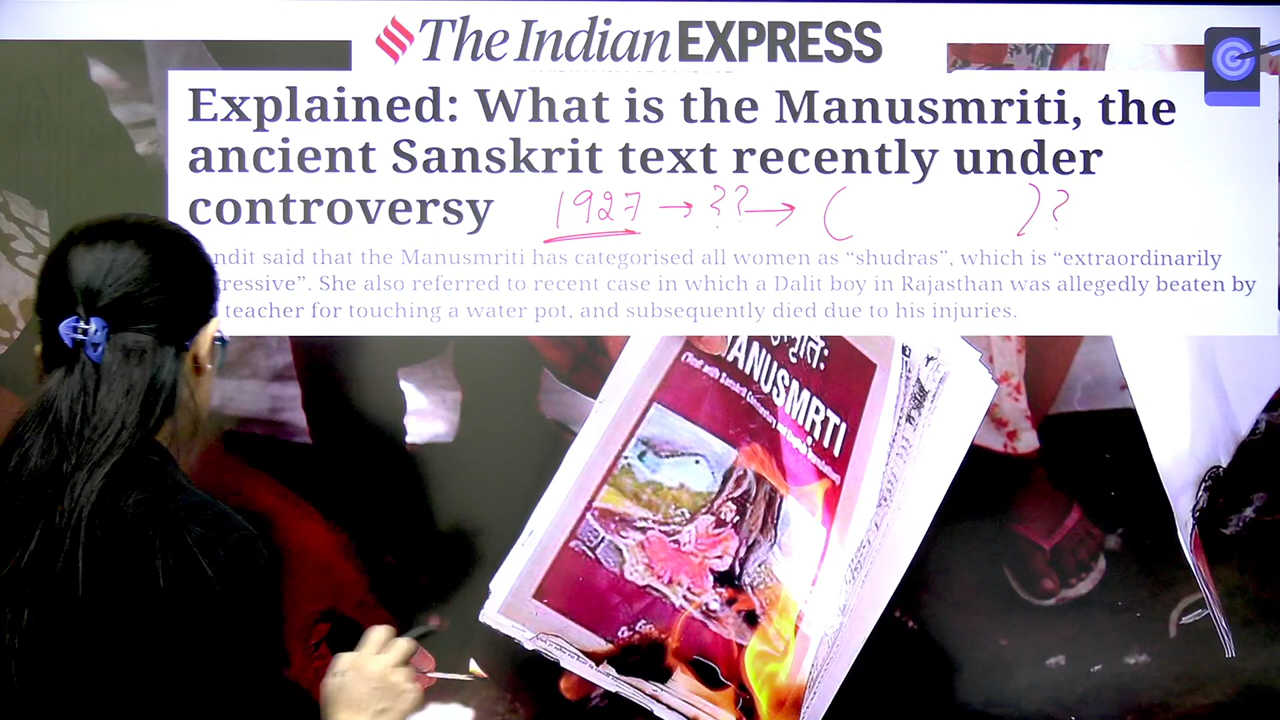 The Indian EXPRESS
Explained: What is the Manusmriti, the
ancient Sanskrit text recently under
controversy 1927 → ??→ ( )?
said that the Manusmriti has categorised all women as “shudras”, which is “extraordinarily
She also referred to recent case in which a Dalit boy in Rajasthan was allegedly beaten by
teacher for touching a water pot, and subsequently died due to his injuries.
MANUSMRTI